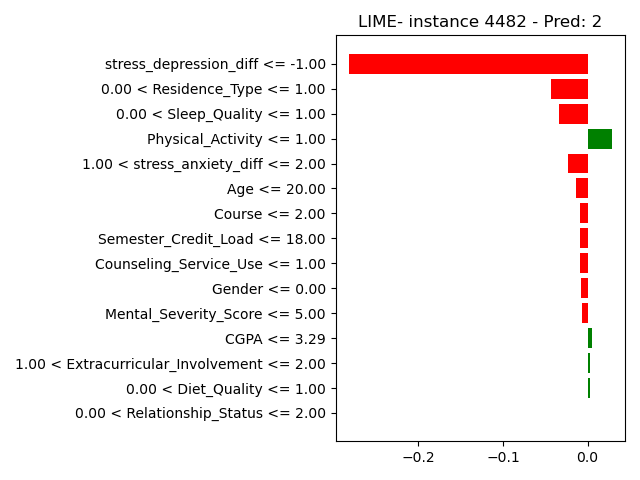 LIME- instance 4482 - Pred: 2
stress_depression_diff <= -1.00
0.00 < Residence_Type <= 1.00
0.00 < Sleep_Quality <= 1.00
Physical_Activity <= 1.00
1.00 < stress_anxiety_diff <= 2.00
Age <= 20.00
Course <= 2.00
Semester_Credit_Load <= 18.00
Counseling_Service_Use <= 1.00
Gender <= 0.00
Mental_Severity_Score <= 5.00
CGPA <= 3.29
1.00 < Extracurricular_Involvement <= 2.00
0.00 < Diet_Quality <= 1.00
0.00 < Relationship_Status <= 2.00
−0.2 −0.1 0.0